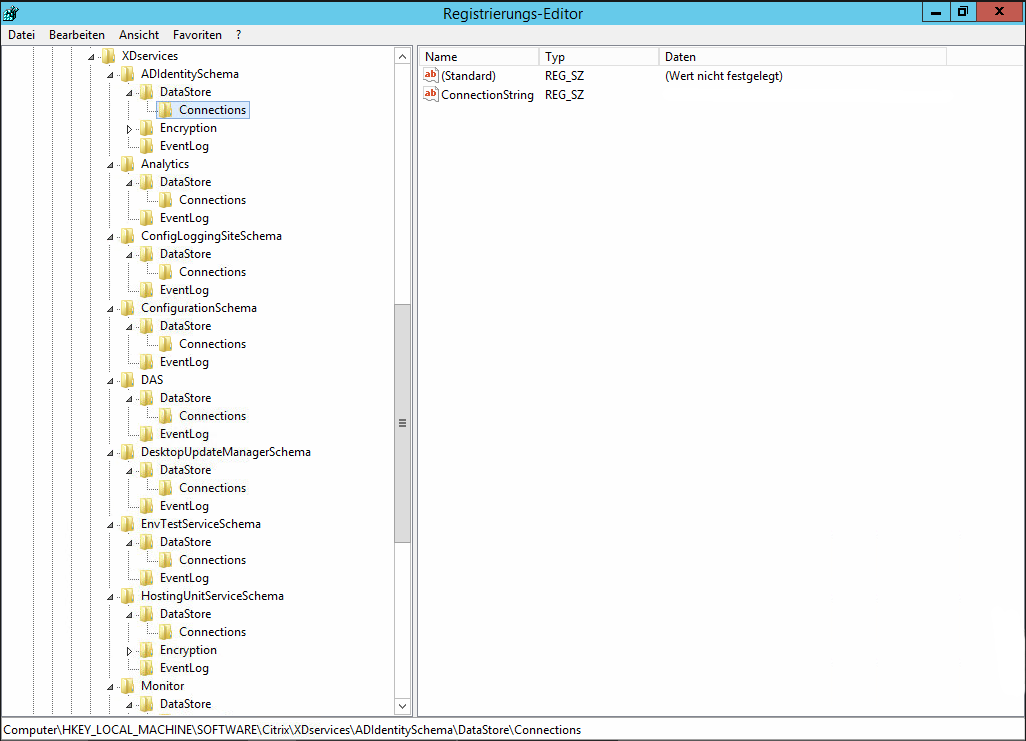 Registrierungs-Editor
Datei Bearbeiten Ansicht Favoriten ?
XDservices
ADIdentitySchema
DataStore
Connections
Encryption
EventLog
Analytics
DataStore
Connections
EventLog
ConfigLoggingSiteSchema
DataStore
Connections
EventLog
ConfigurationSchema
DataStore
Connections
EventLog
DAS
DataStore
Connections
EventLog
DesktopUpdateManagerSchema
DataStore
Connections
EventLog
EnvTestServiceSchema
DataStore
Connections
EventLog
HostingUnitServiceSchema
DataStore
Connections
Encryption
EventLog
Monitor
DataStore
Name Typ Daten
ab (Standard) REG_SZ (Wert nicht festgelegt)
ab ConnectionString REG_SZ
Computer\HKEY_LOCAL_MACHINE\SOFTWARE\Citrix\XDservices\ADIdentitySchema\DataStore\Connections